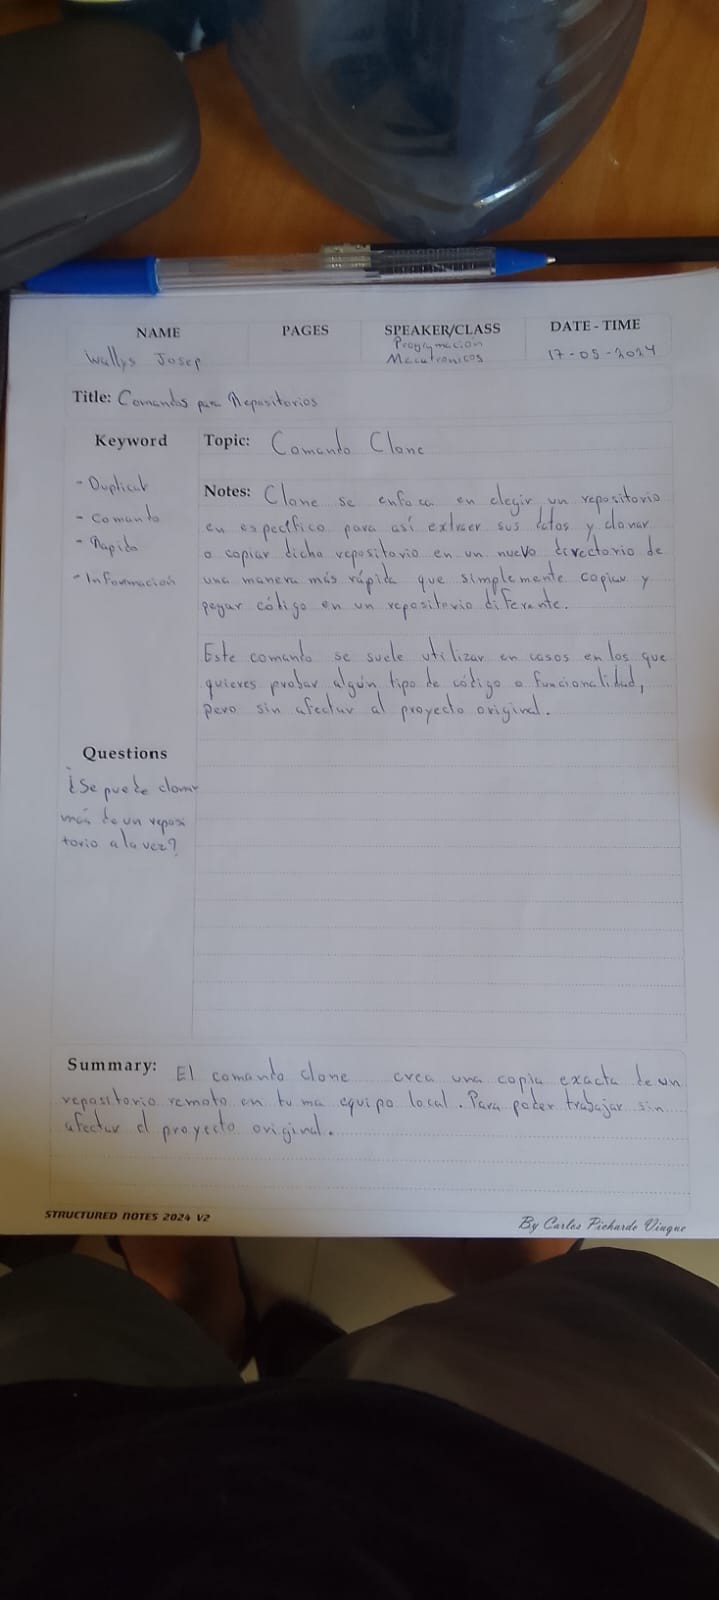 NAME PAGES SPEAKER/CLASS DATE - TIME
Wallys Josep Programación Mecatronicos 17-05-2024
Title: Comandos para Repositorios
Keyword
- Duplicar
- Comando
- Rapido
- Información
Topic: Comando Clone
Notes: Clone se enfoca en elegir un repositorio
en específico para así extraer sus datos y clonar
o copiar dicho repositorio en un nuevo directorio de
una manera más rápida que simplemente copiar y
pegar código en un repositorio diferente.
Este comando se suele utilizar en casos en los que
quieres probar algún tipo de código o funcionalidad,
pero sin afectar al proyecto original.
Questions
¿Se puede clonar
más de un reposi
torio a la vez?
Summary: El comando clone crea una copia exacta de un
repositorio remoto en tu ma equipo local. Para poder trabajar sin
afectar el proyecto original.
STRUCTURED NOTES 2024 V2
By Carlos Pichardo Vinque